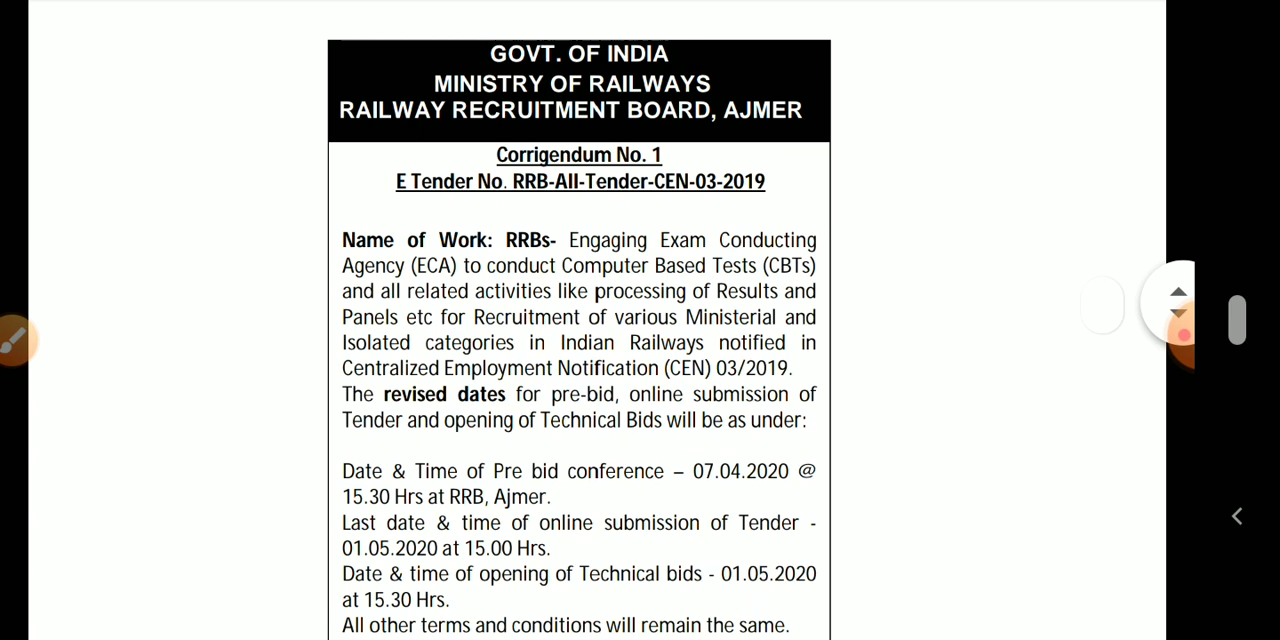 GOVT. OF INDIA
MINISTRY OF RAILWAYS
RAILWAY RECRUITMENT BOARD, AJMER
Corrigendum No. 1
E Tender No. RRB-All-Tender-CEN-03-2019
Name of Work: RRBs- Engaging Exam Conducting
Agency (ECA) to conduct Computer Based Tests (CBTs)
and all related activities like processing of Results and
Panels etc for Recruitment of various Ministerial and
Isolated categories in Indian Railways notified in
Centralized Employment Notification (CEN) 03/2019.
The revised dates for pre-bid, online submission of
Tender and opening of Technical Bids will be as under:
Date & Time of Pre bid conference – 07.04.2020 @
15.30 Hrs at RRB, Ajmer.
Last date & time of online submission of Tender -
01.05.2020 at 15.00 Hrs.
Date & time of opening of Technical bids - 01.05.2020
at 15.30 Hrs.
All other terms and conditions will remain the same.